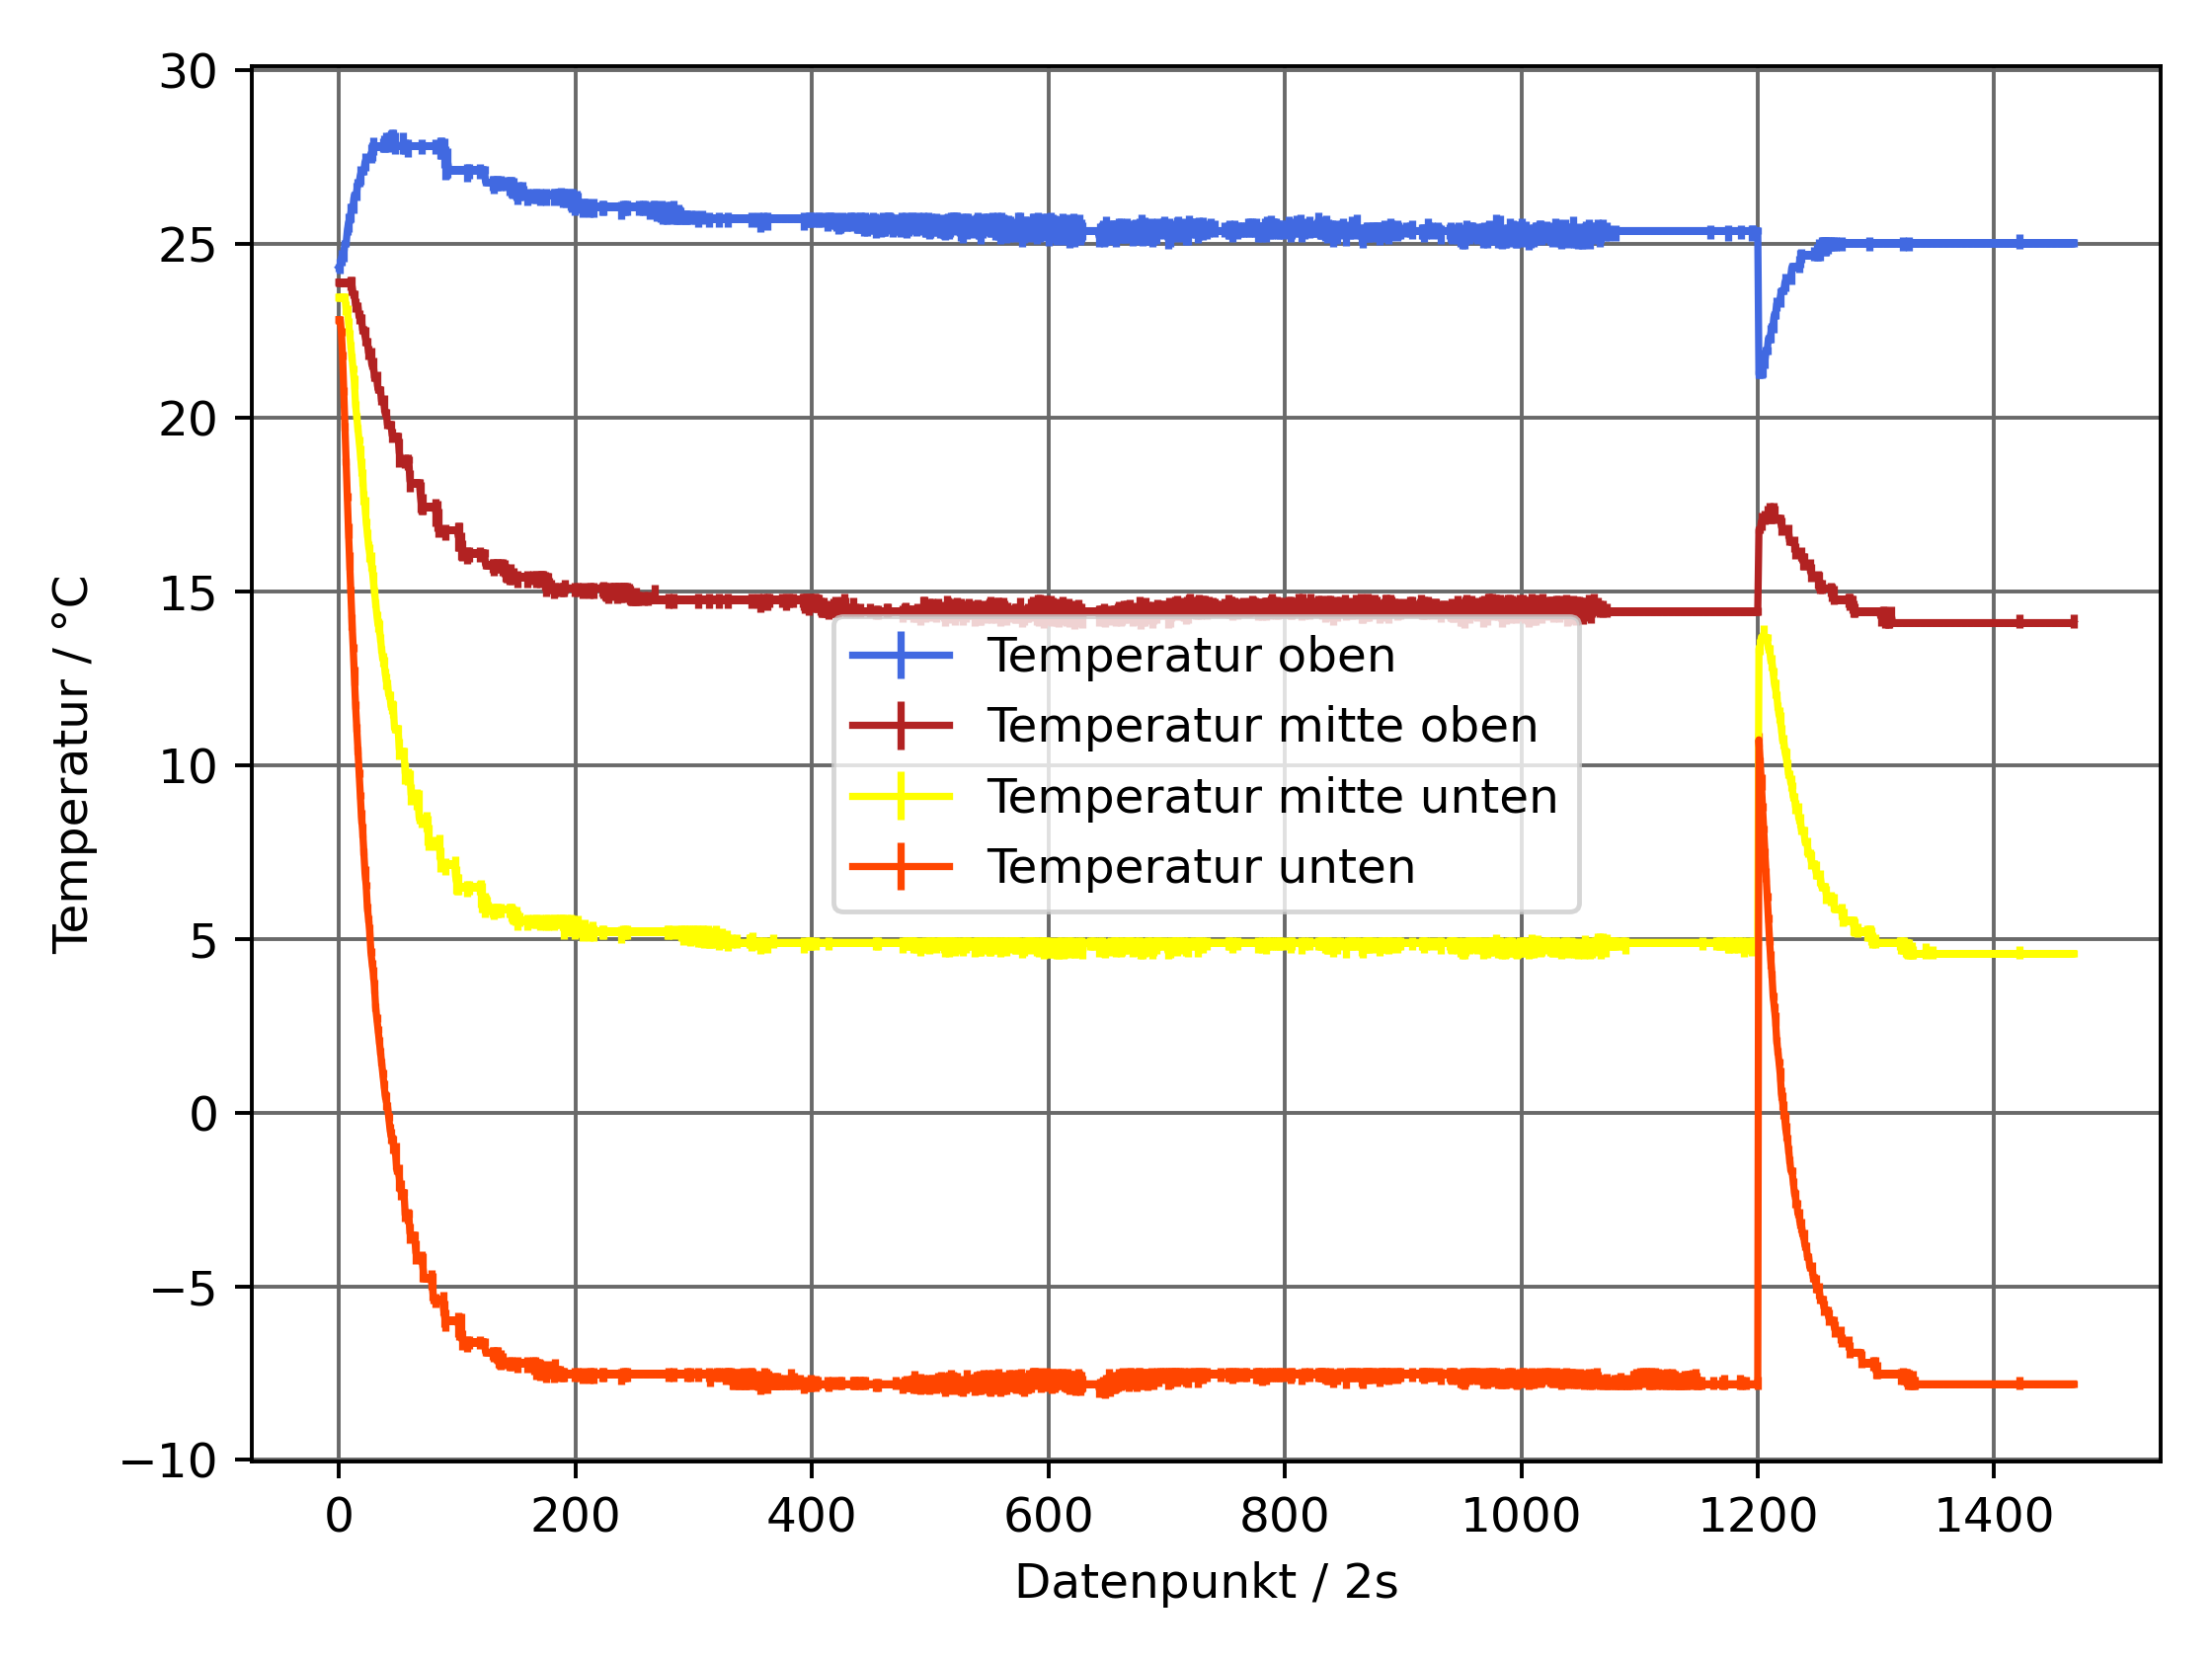 30
25
20
15
10
5
0
−5
−10
Temperatur / °C
Temperatur oben
Temperatur mitte oben
Temperatur mitte unten
Temperatur unten
0 200 400 600 800 1000 1200 1400
Datenpunkt / 2s